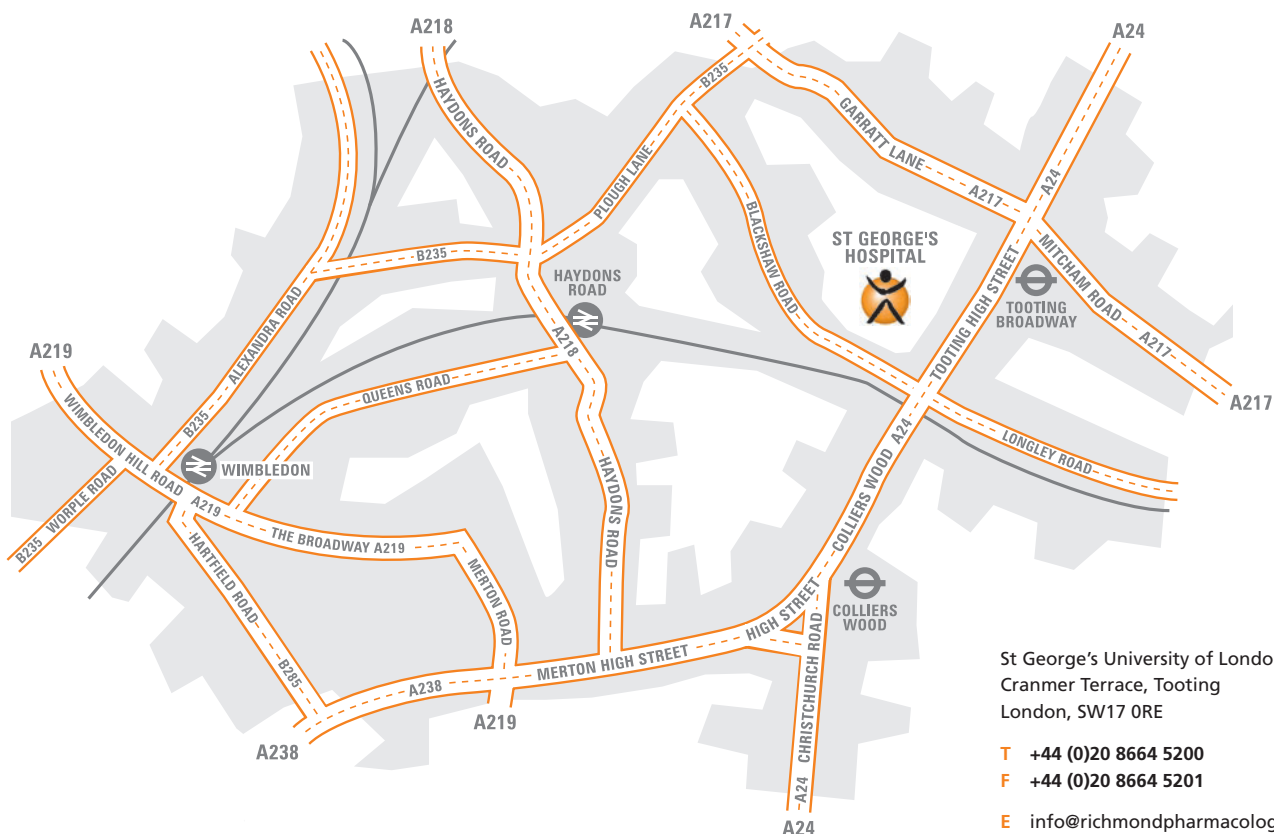 A218
A217
A24
HAYDONS ROAD
B235
GARRATT LANE
A24
PLOUGH LANE
A217
BLACKSHAW ROAD
ST GEORGE'S
HOSPITAL
MITCHAM ROAD
B235
HAYDONS
ROAD
TOOTING HIGH STREET
TOOTING
BROADWAY
ALEXANDRA ROAD
A218
A217
A219
QUEENS ROAD
A217
WIMBLEDON HILL ROAD
B235
A24
LONGLEY ROAD
WIMBLEDON
WORPLE ROAD
B235
A219
HAYDONS ROAD
COLLIERS WOOD
THE BROADWAY A219
HARTFIELD ROAD
MERTON ROAD
HIGH STREET
COLLIERS
WOOD
B285
MERTON HIGH STREET
A238
CHRISTCHURCH ROAD
A219
A238
A24
A24
St George's University of Londo
Cranmer Terrace, Tooting
London, SW17 0RE
T +44 (0)20 8664 5200
F +44 (0)20 8664 5201
E info@richmondpharmacolog